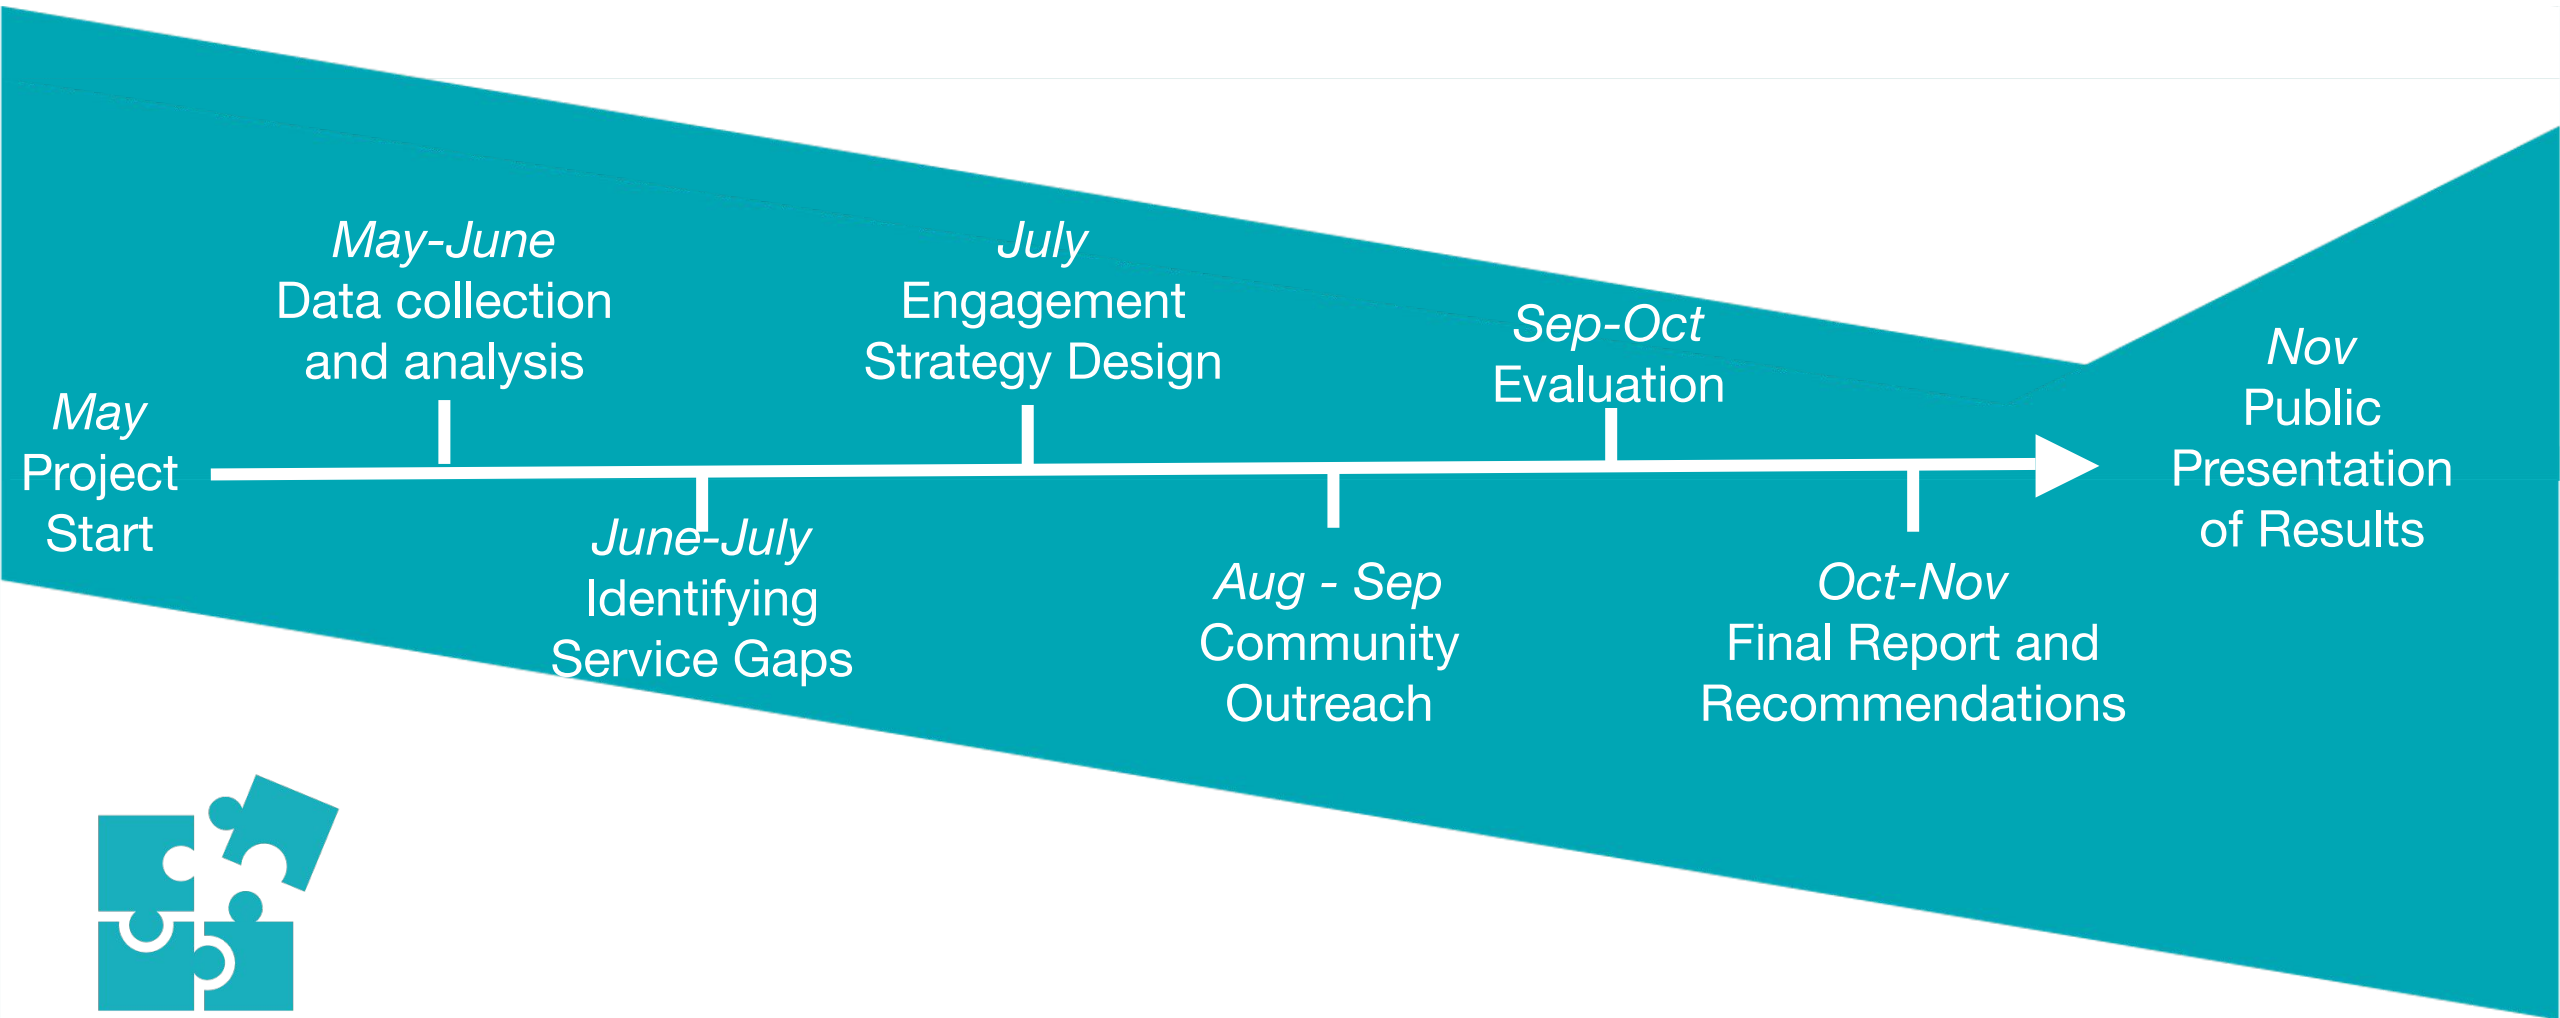 May
Project
Start
May-June
Data collection
and analysis
June-July
Identifying
Service Gaps
July
Engagement
Strategy Design
Aug - Sep
Community
Outreach
Sep-Oct
Evaluation
Oct-Nov
Final Report and
Recommendations
Nov
Public
Presentation
of Results